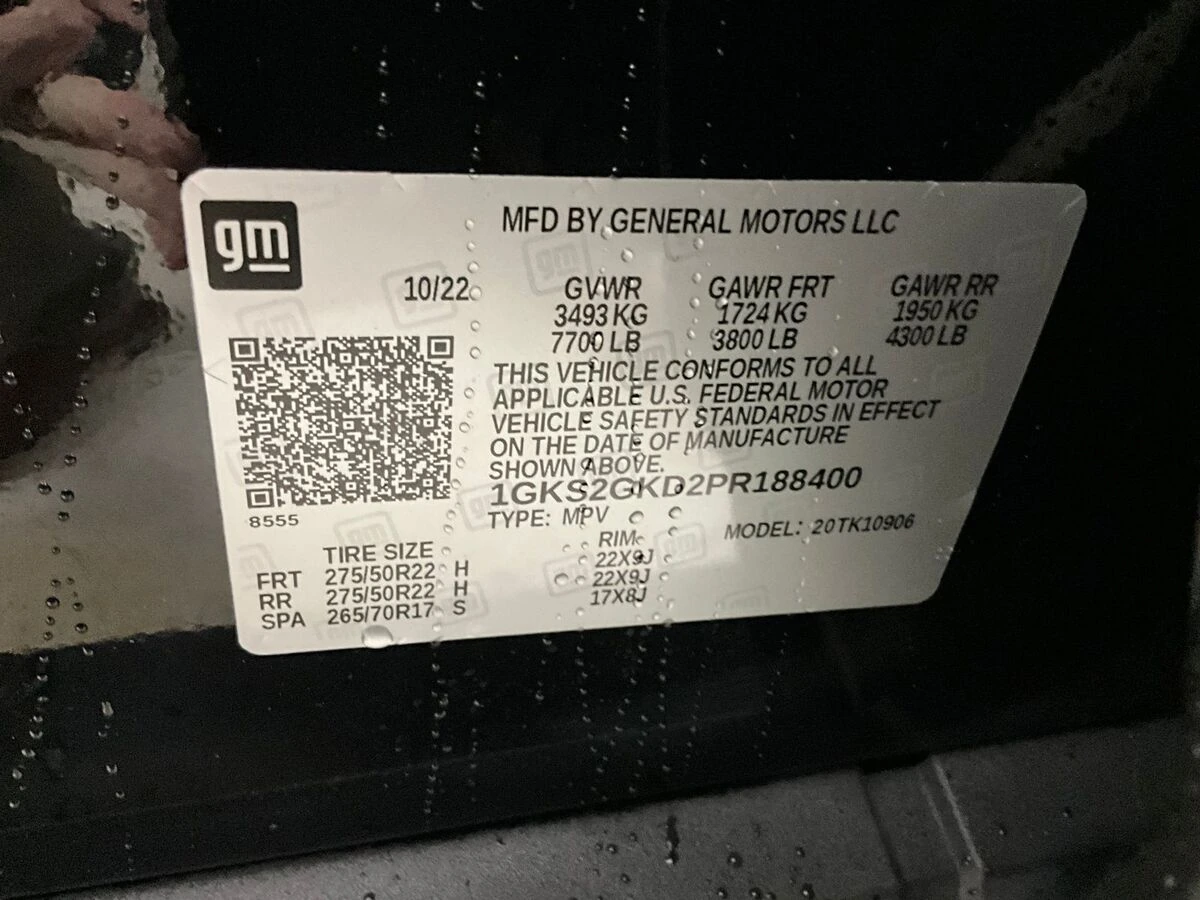 gm
MFD BY GENERAL MOTORS LLC
10/22 GVWR GAWR FRT GAWR RR
3493 KG 1724 KG 1950 KG
7700 LB 3800 LB 4300 LB
THIS VEHICLE CONFORMS TO ALL
APPLICABLE U.S. FEDERAL MOTOR
VEHICLE SAFETY STANDARDS IN EFFECT
ON THE DATE OF MANUFACTURE
SHOWN ABOVE.
1GKS2GKD2PR188400
8555
TYPE: MPV MODEL: 20TK10906
TIRE SIZE RIM
FRT 275/50R22 H 22X9J
RR 275/50R22 H 22X9J
SPA 265/70R17 S 17X8J